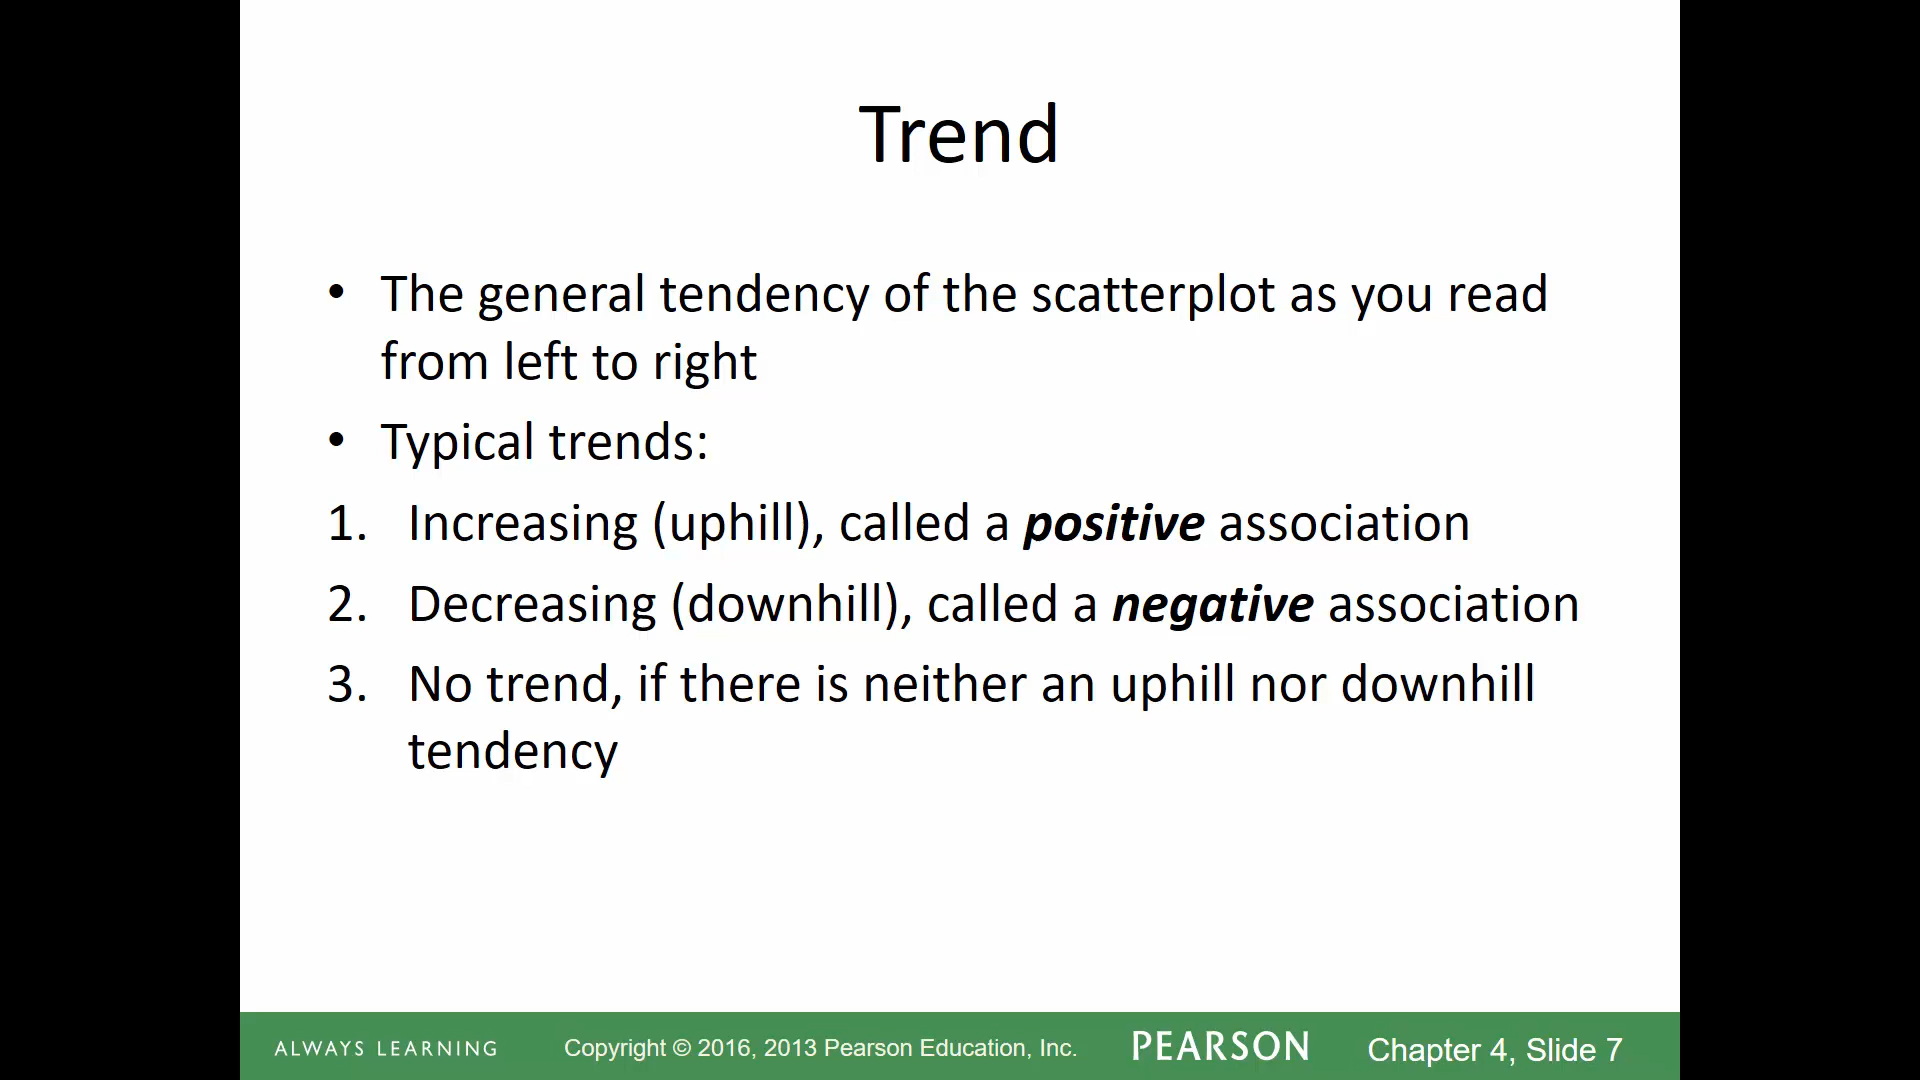 Trend
• The general tendency of the scatterplot as you read
from left to right
• Typical trends:
1. Increasing (uphill), called a positive association
2. Decreasing (downhill), called a negative association
3. No trend, if there is neither an uphill nor downhill
tendency
ALWAYS LEARNING Copyright © 2016, 2013 Pearson Education, Inc. PEARSON Chapter 4, Slide 7